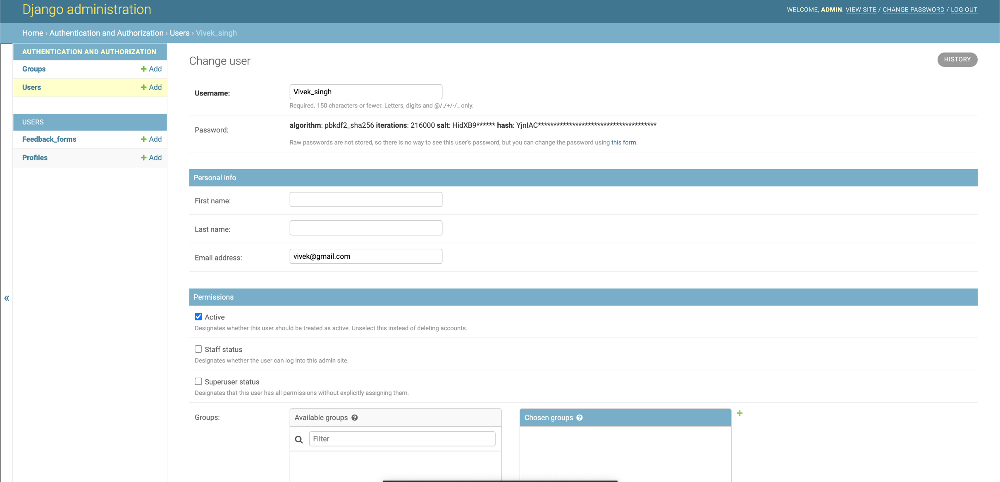 Django administration
WELCOME, ADMIN. VIEW SITE / CHANGE PASSWORD / LOG OUT
Home › Authentication and Authorization › Users › Vivek_singh
AUTHENTICATION AND AUTHORIZATION
Groups + Add
Users + Add
USERS
Feedback_forms + Add
Profiles + Add
«
Change user
HISTORY
Username: Vivek_singh
Required. 150 characters or fewer. Letters, digits and @/./+/-/_ only.
Password: algorithm: pbkdf2_sha256 iterations: 216000 salt: HidXB9****** hash: YjnIAC**************************************
Raw passwords are not stored, so there is no way to see this user’s password, but you can change the password using this form.
Personal info
First name:
Last name:
Email address: vivek@gmail.com
Permissions
Active
Designates whether this user should be treated as active. Unselect this instead of deleting accounts.
Staff status
Designates whether the user can log into this admin site.
Superuser status
Designates that this user has all permissions without explicitly assigning them.
Groups:
Available groups ?
Filter
Chosen groups ?
+